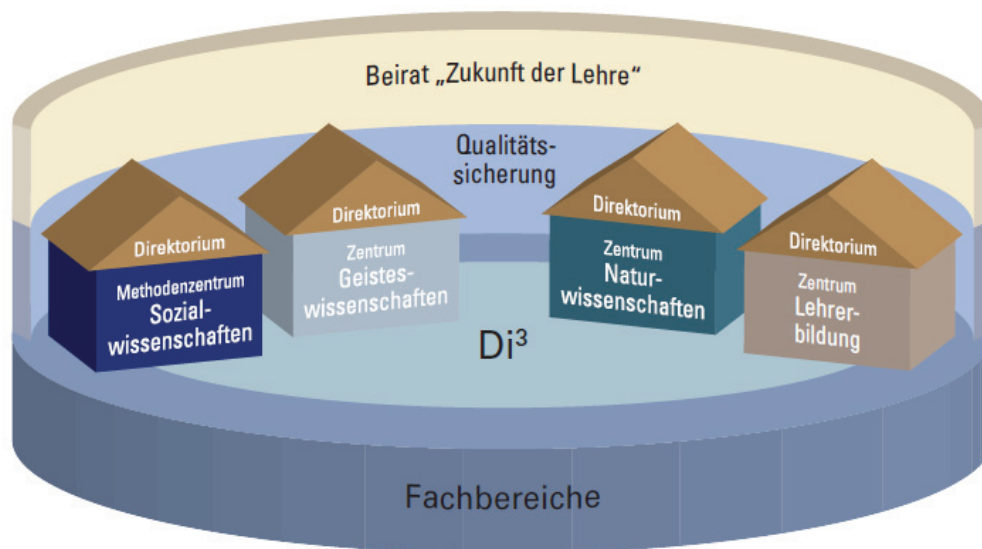 Beirat „Zukunft der Lehre“
Qualitäts-
sicherung
Direktorium
Methodenzentrum
Sozial-
wissenschaften
Direktorium
Zentrum
Geistes-
wissenschaften
Direktorium
Zentrum
Natur-
wissenschaften
Direktorium
Zentrum
Lehrer-
bildung
Di³
Fachbereiche